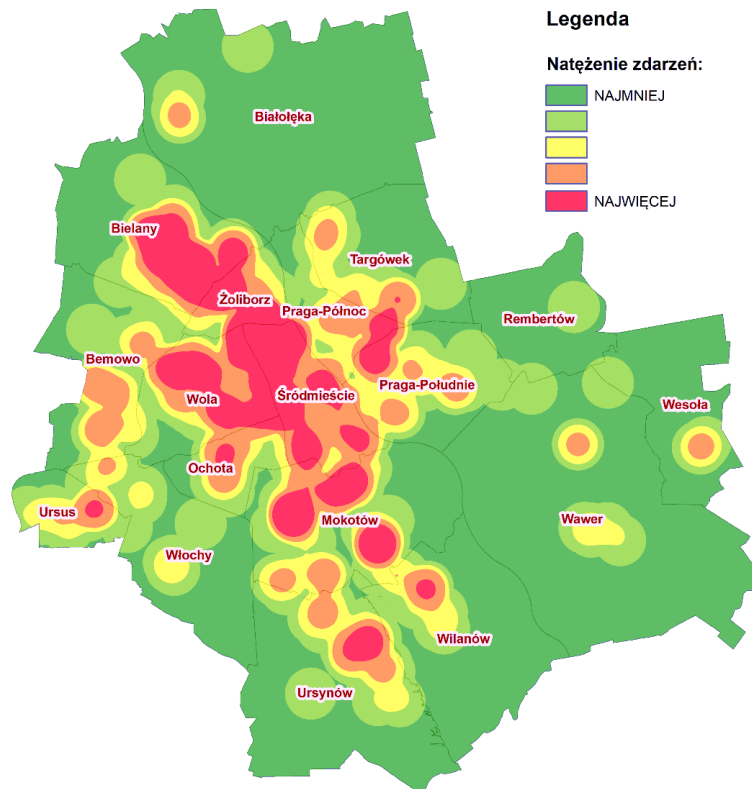 Legenda
Natężenie zdarzeń:
NAJMNIEJ
NAJWIĘCEJ
Białołęka
Bielany
Targówek
Żoliborz
Praga-Północ
Rembertów
Bemowo
Praga-Południe
Śródmieście
Wola
Wesoła
Ochota
Ursus
Mokotów
Wawer
Włochy
Wilanów
Ursynów